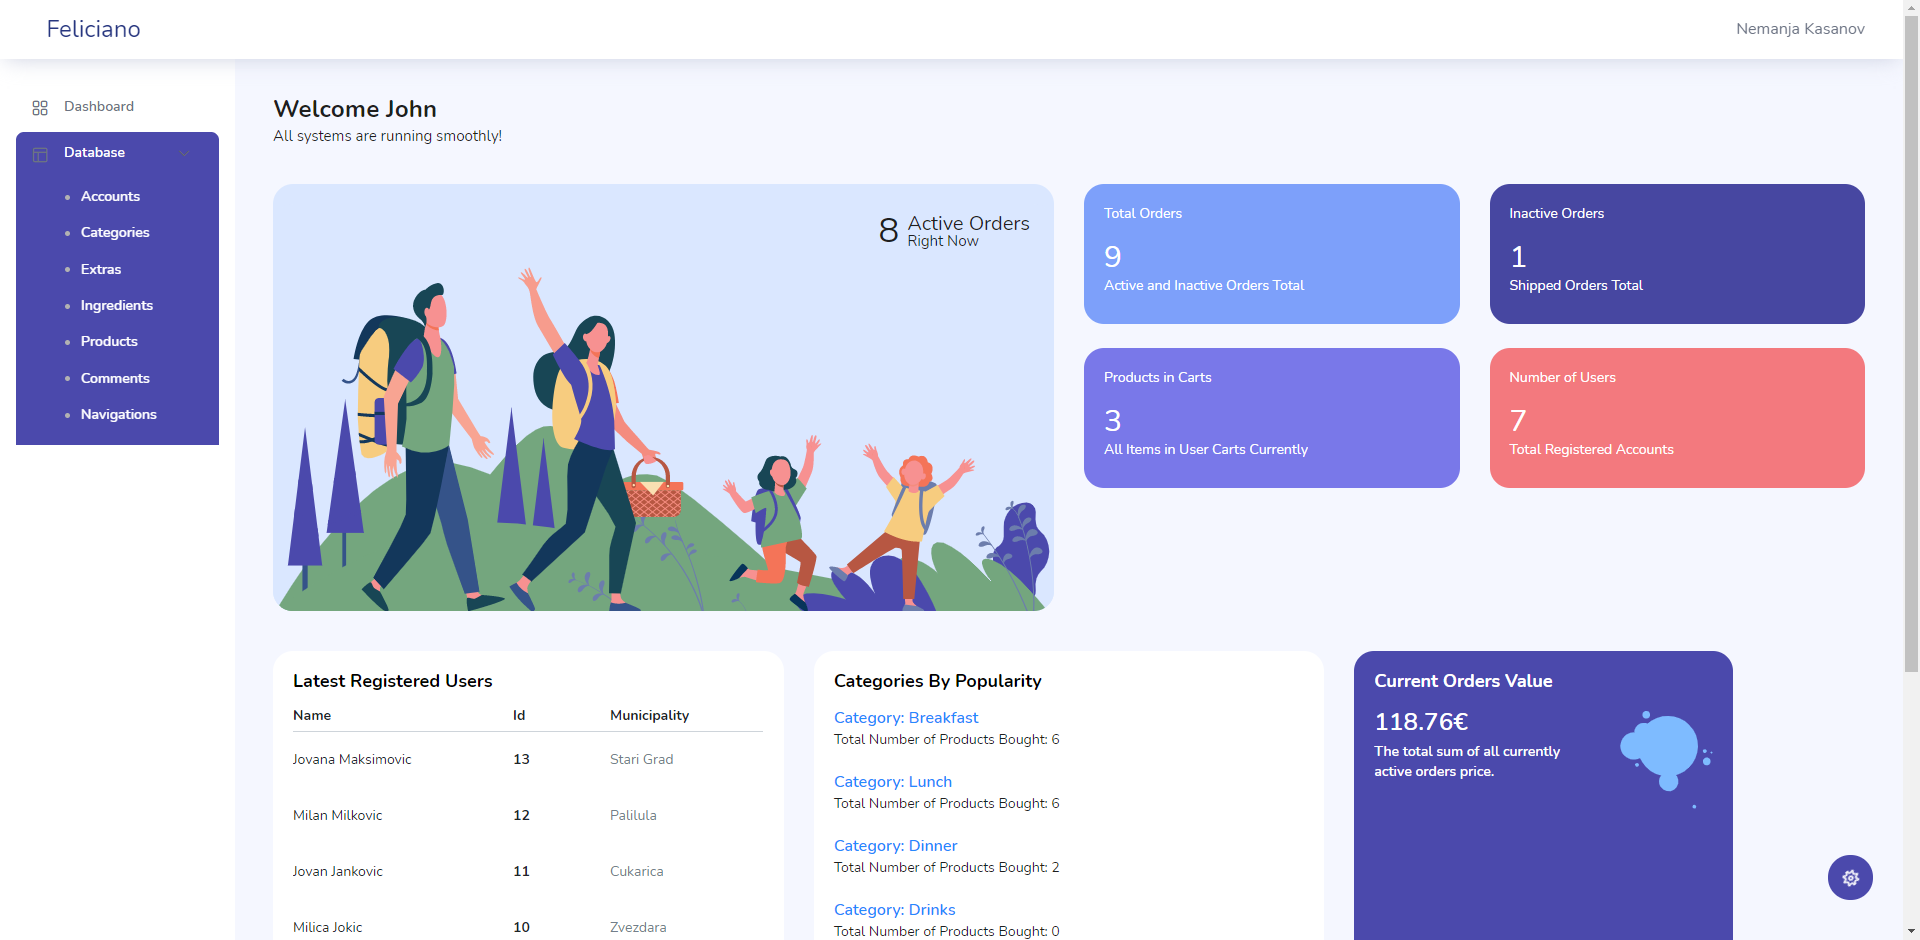 Feliciano
Nemanja Kasanov
Dashboard
Database
Accounts
Categories
Extras
Ingredients
Products
Comments
Navigations
Welcome John
All systems are running smoothly!
8 Active Orders
Right Now
Total Orders
9
Active and Inactive Orders Total
Inactive Orders
1
Shipped Orders Total
Products in Carts
3
All Items in User Carts Currently
Number of Users
7
Total Registered Accounts
Latest Registered Users
Name Id Municipality
Jovana Maksimovic 13 Stari Grad
Milan Milkovic 12 Palilula
Jovan Jankovic 11 Cukarica
Milica Jokic 10 Zvezdara
Categories By Popularity
Category: Breakfast
Total Number of Products Bought: 6
Category: Lunch
Total Number of Products Bought: 6
Category: Dinner
Total Number of Products Bought: 2
Category: Drinks
Total Number of Products Bought: 0
Current Orders Value
118.76€
The total sum of all currently
active orders price.